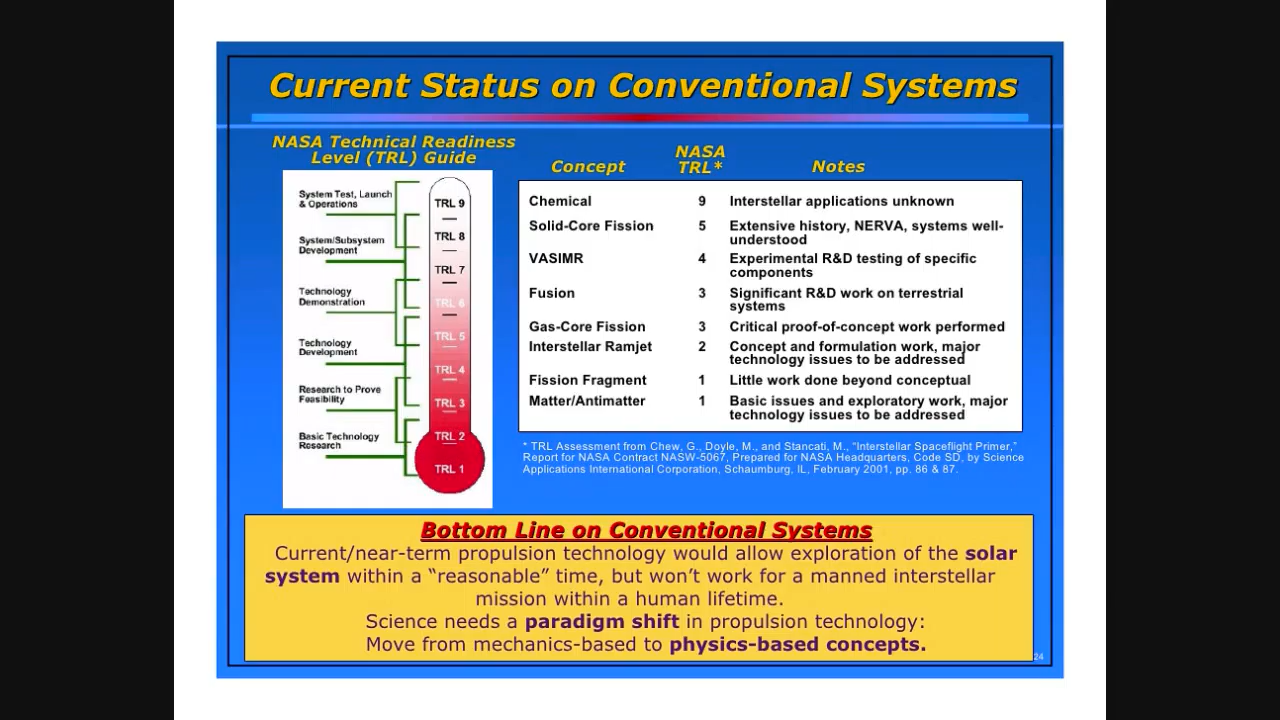 Current Status on Conventional Systems
NASA Technical Readiness
Level (TRL) Guide
System Test, Launch
& Operations
System/Subsystem
Development
Technology
Demonstration
Technology
Development
Research to Prove
Feasibility
Basic Technology
Research
TRL 9
TRL 8
TRL 7
TRL 6
TRL 5
TRL 4
TRL 3
TRL 2
TRL 1
Concept
NASA
TRL*
Notes
Chemical 9 Interstellar applications unknown
Solid-Core Fission 5 Extensive history, NERVA, systems well-
understood
VASIMR 4 Experimental R&D testing of specific
components
Fusion 3 Significant R&D work on terrestrial
systems
Gas-Core Fission 3 Critical proof-of-concept work performed
Interstellar Ramjet 2 Concept and formulation work, major
technology issues to be addressed
Fission Fragment 1 Little work done beyond conceptual
Matter/Antimatter 1 Basic issues and exploratory work, major
technology issues to be addressed
* TRL Assessment from Chew, G., Doyle, M., and Stancati, M., "Interstellar Spaceflight Primer,"
Report for NASA Contract NASW-5067, Prepared for NASA Headquarters, Code SD, by Science
Applications International Corporation, Schaumburg, IL, February 2001, pp. 86 & 87.
Bottom Line on Conventional Systems
Current/near-term propulsion technology would allow exploration of the solar
system within a “reasonable” time, but won’t work for a manned interstellar
mission within a human lifetime.
Science needs a paradigm shift in propulsion technology:
Move from mechanics-based to physics-based concepts.
24